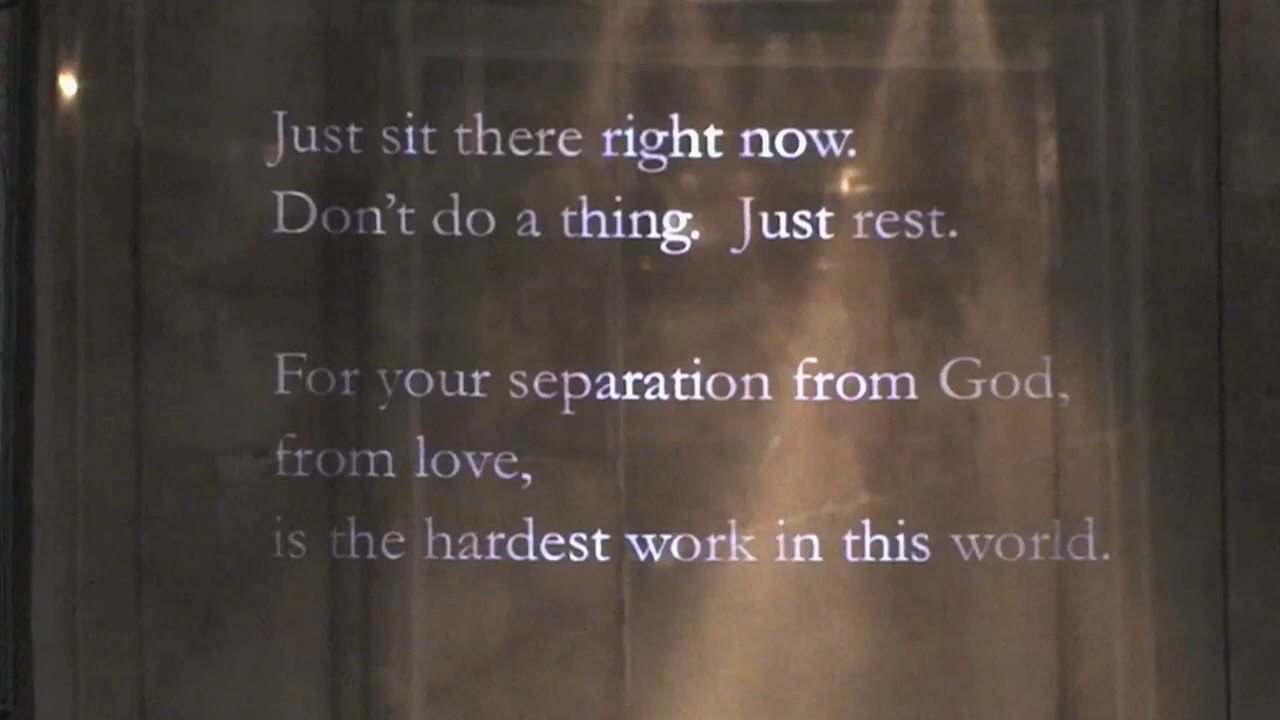 Just sit there right now.
Don't do a thing.  Just rest.
For your separation from God,
from love,
is the hardest work in this world.